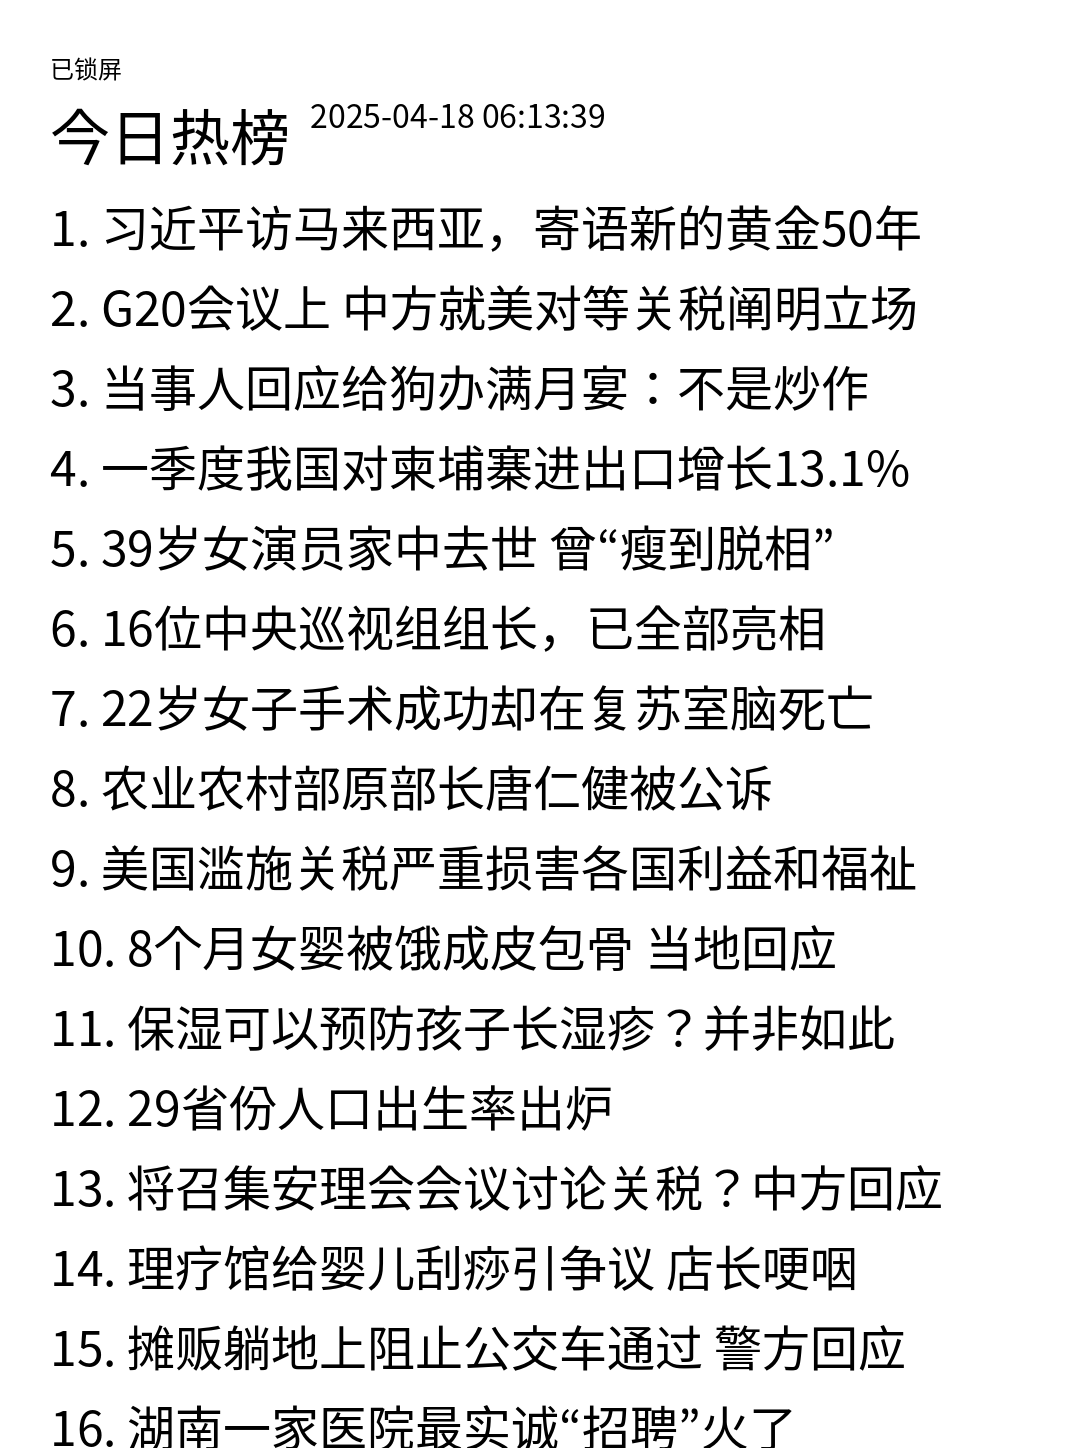 已锁屏
今日热榜 2025-04-18 06:13:39
1. 习近平访马来西亚，寄语新的黄金50年
2. G20会议上 中方就美对等关税阐明立场
3. 当事人回应给狗办满月宴：不是炒作
4. 一季度我国对柬埔寨进出口增长13.1%
5. 39岁女演员家中去世 曾“瘦到脱相”
6. 16位中央巡视组组长，已全部亮相
7. 22岁女子手术成功却在复苏室脑死亡
8. 农业农村部原部长唐仁健被公诉
9. 美国滥施关税严重损害各国利益和福祉
10. 8个月女婴被饿成皮包骨 当地回应
11. 保湿可以预防孩子长湿疹？并非如此
12. 29省份人口出生率出炉
13. 将召集安理会会议讨论关税？中方回应
14. 理疗馆给婴儿刮痧引争议 店长哽咽
15. 摊贩躺地上阻止公交车通过 警方回应
16. 湖南一家医院最实诚“招聘”火了